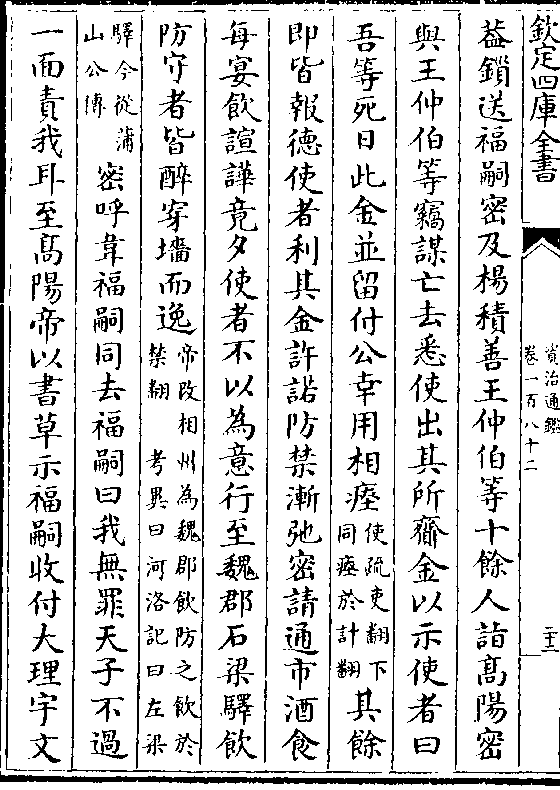 欽定四庫全書
資治通鑑
卷一百八十二
二十三
葢鎖送福嗣密及楊積善王仲伯等十餘人詣髙陽密
與王仲伯等竊謀亡去悉使出其所齎金以示使者曰
吾等死日此金並留付公幸用相瘞使疏吏翻下同瘞於計翻其餘
即皆報德使者利其金許諾防禁漸弛密請通市酒食
每宴飲諠譁竟夕使者不以為意行至魏郡石梁驛飲
防守者皆醉穿墻而逸帝改相州為魏郡飲防之飲於禁翻考異曰河洛記曰左梁
驛今從蒲山公傳密呼韋福嗣同去福嗣曰我無罪天子不過
一面責我耳至髙陽帝以書草示福嗣收付大理宇文